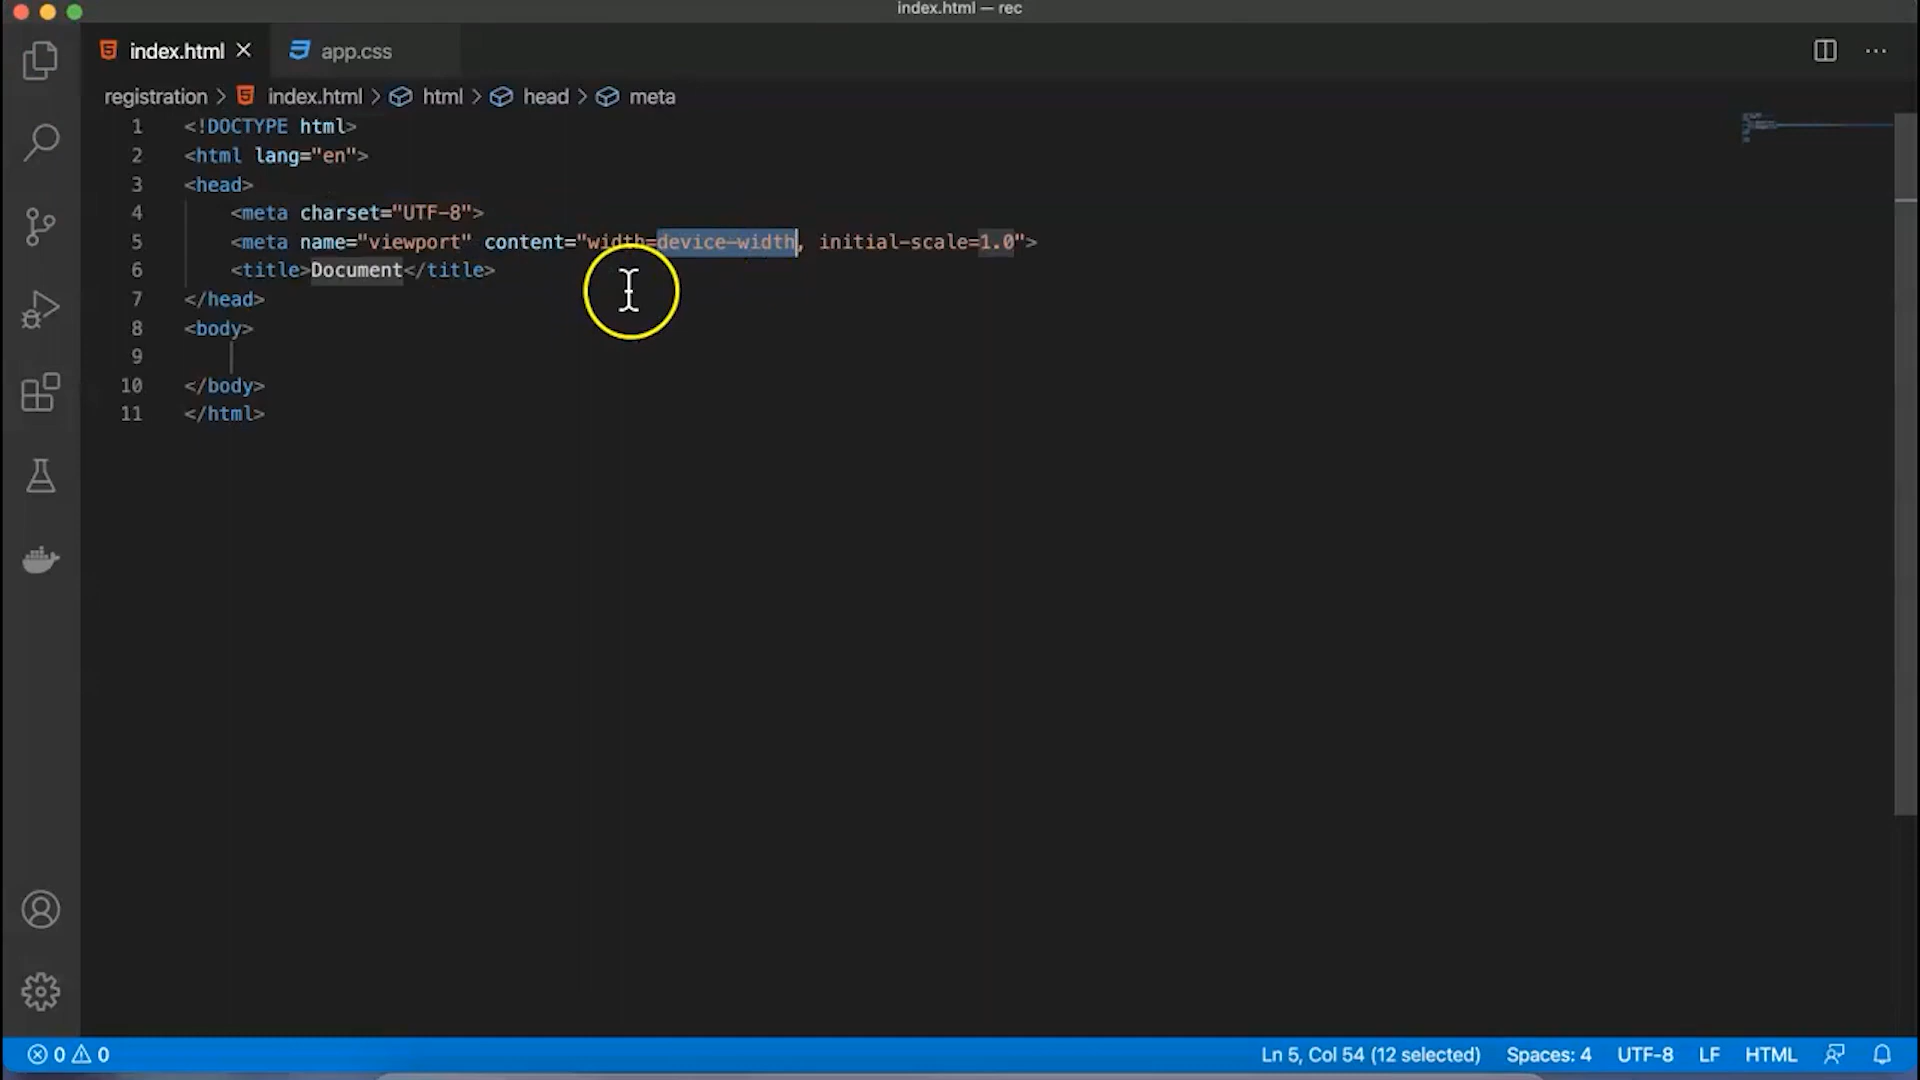 index.html — rec
index.html app.css
registration > index.html > html > head > meta
1 <!DOCTYPE html>
2 <html lang="en">
3 <head>
4 <meta charset="UTF-8">
5 <meta name="viewport" content="width=device-width, initial-scale=1.0">
6 <title>Document</title>
7 </head>
8 <body>
9
10 </body>
11 </html>
0 0 Ln 5, Col 54 (12 selected) Spaces: 4 UTF-8 LF HTML